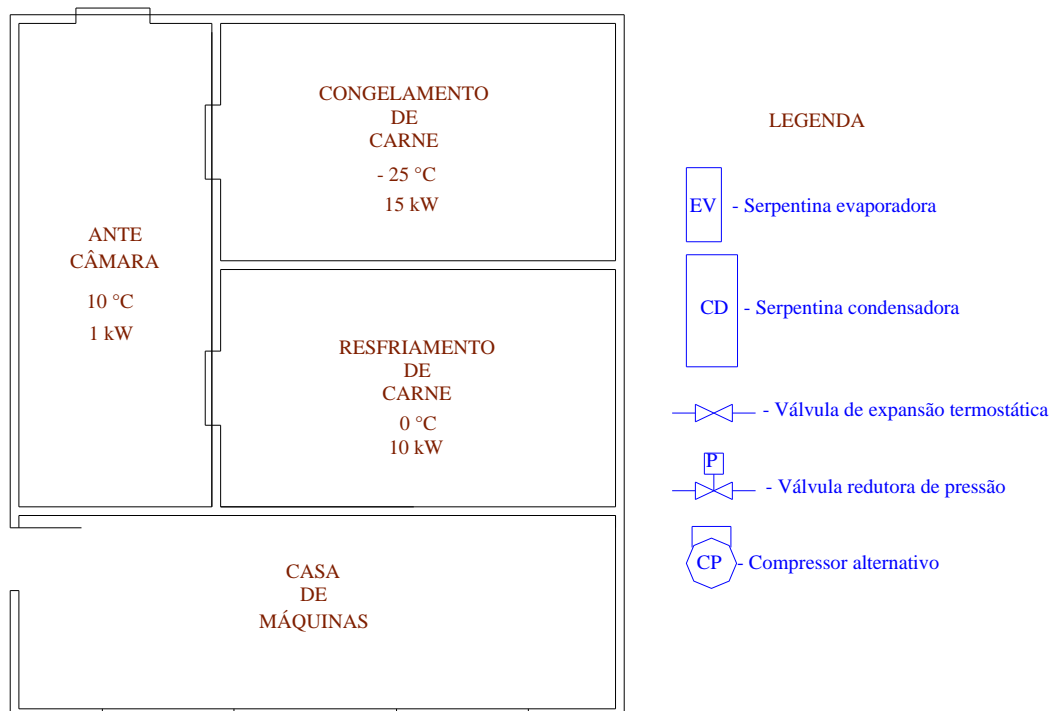 CONGELAMENTO
DE
CARNE
- 25 °C
15 kW
ANTE
CÂMARA
10 °C
1 kW
RESFRIAMENTO
DE
CARNE
0 °C
10 kW
CASA
DE
MÁQUINAS
LEGENDA
EV - Serpentina evaporadora
CD - Serpentina condensadora
- Válvula de expansão termostática
P
- Válvula redutora de pressão
CP - Compressor alternativo